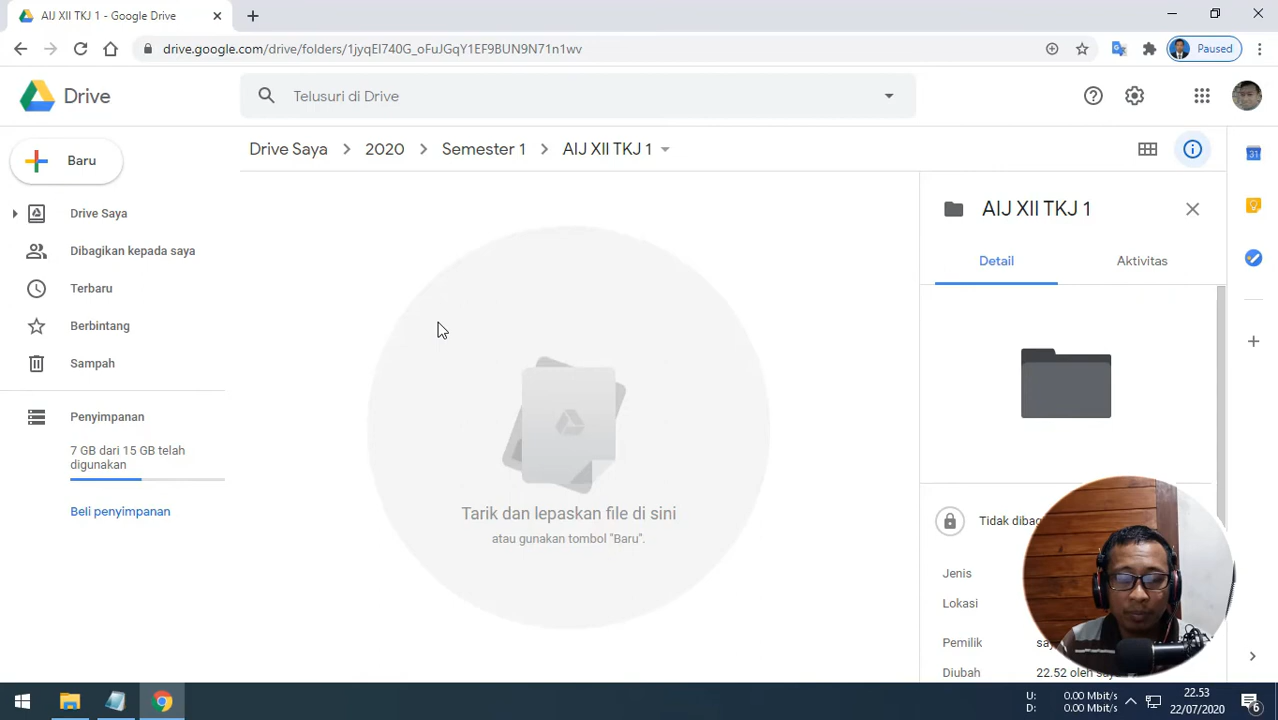 AIJ XII TKJ 1 - Google Drive
drive.google.com/drive/folders/1jyqEI740G_oFuJGqY1EF9BUN9N71n1wv
Paused
Drive
Telusuri di Drive
Baru
Drive Saya
2020
Semester 1
AIJ XII TKJ 1
Drive Saya
Dibagikan kepada saya
Terbaru
Berbintang
Sampah
Penyimpanan
7 GB dari 15 GB telah
digunakan
Beli penyimpanan
Tarik dan lepaskan file di sini
atau gunakan tombol "Baru".
AIJ XII TKJ 1
Detail
Aktivitas
31
Tidak
Jenis
Lokasi
Pemilik
Diubah
22.52 oleh
U: 0.00 Mbit/s
D: 0.00 Mbit/s
22.53
22/07/2020
6